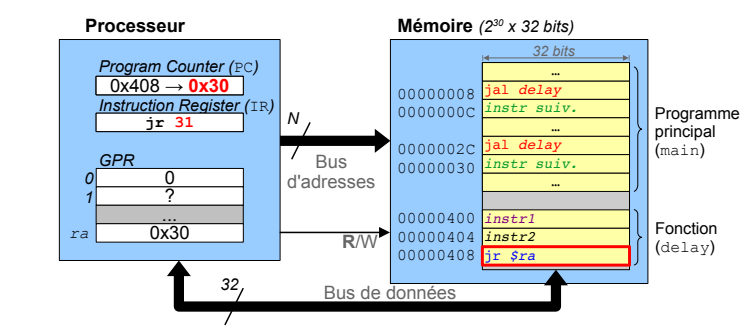 Processeur
Mémoire (2³⁰ x 32 bits)
32 bits
Program Counter (PC)
0x408 → 0x30
Instruction Register (IR)
jr 31
GPR
0 0
1 ?
...
ra 0x30
N
Bus
d'adresses
R/W
...
00000008 jal delay
0000000C instr suiv.
...
0000002C jal delay
00000030 instr suiv.
...
00000400 instr1
00000404 instr2
00000408 jr $ra
Programme
principal
(main)
Fonction
(delay)
32
Bus de données